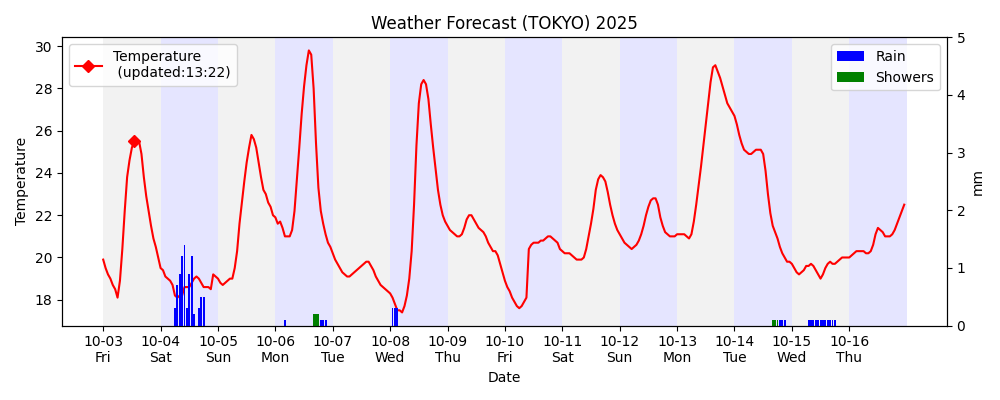 Weather Forecast (TOKYO) 2025
Temperature
(updated:13:22)
Rain
Showers
30
28
26
24
22
20
18
Temperature
5
4
3
2
1
0
mm
10-03 10-04 10-05 10-06 10-07 10-08 10-09 10-10 10-11 10-12 10-13 10-14 10-15 10-16
Fri Sat Sun Mon Tue Wed Thu Fri Sat Sun Mon Tue Wed Thu
Date